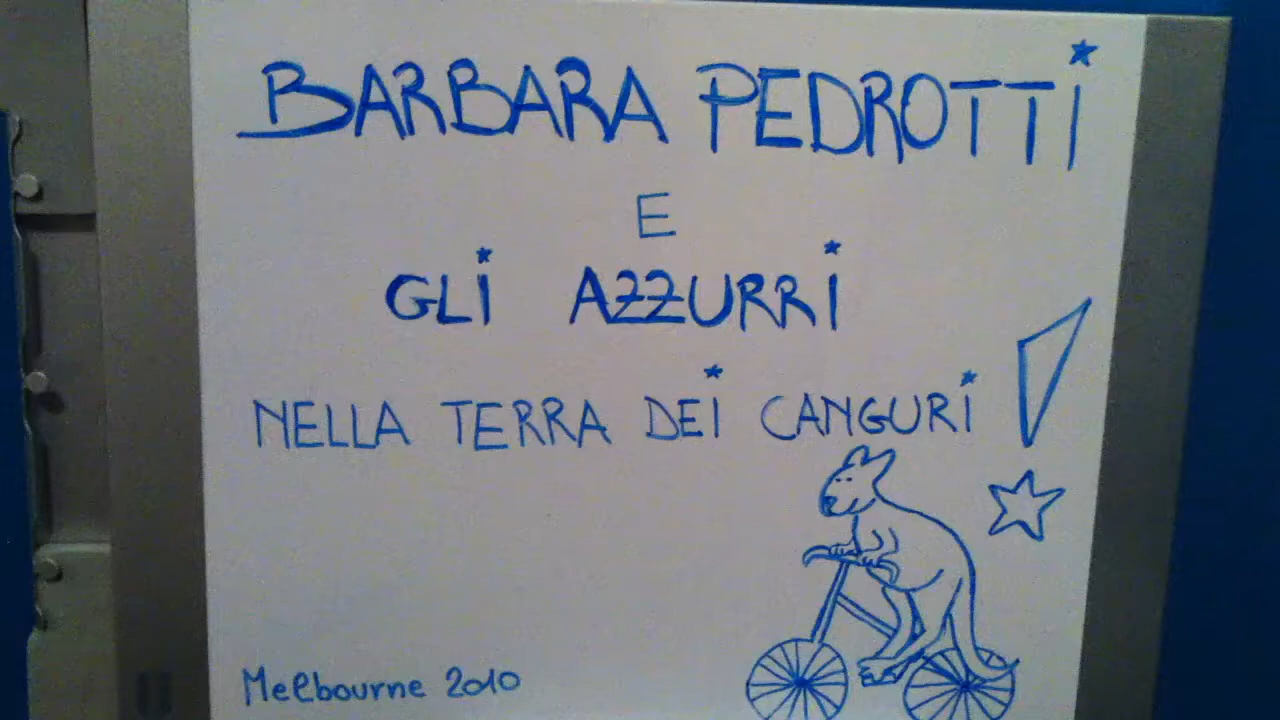 BARBARA PEDROTTI
E
GLI AZZURRI
NELLA TERRA DEI CANGURI!
Melbourne 2010